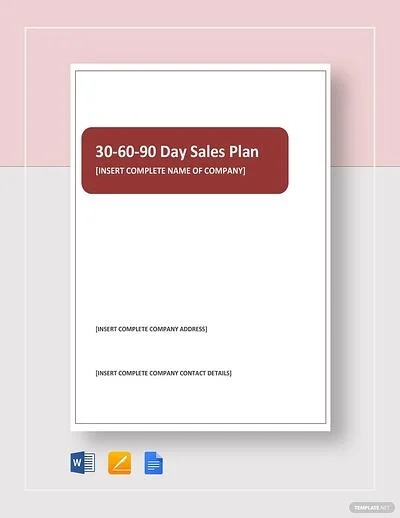 30-60-90 Day Sales Plan
[INSERT COMPLETE NAME OF COMPANY]
[INSERT COMPLETE COMPANY ADDRESS]
[INSERT COMPLETE COMPANY CONTACT DETAILS]
W
TEMPLATE.NET